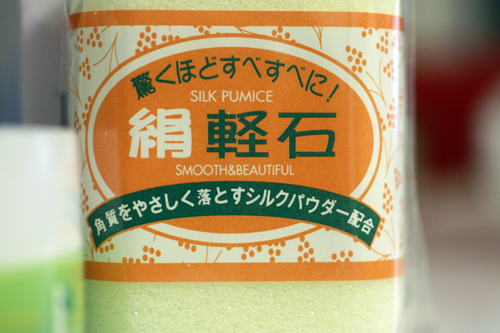 驚くほどすべすべに!
SILK PUMICE
絹軽石
SMOOTH&BEAUTIFUL
角質をやさしく落とすシルクパウダー配合